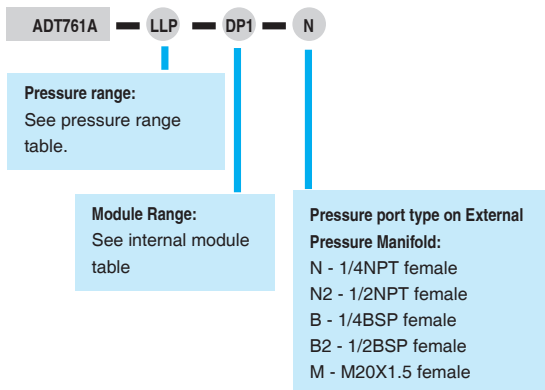 ADT761A LLP DP1 N
Pressure range:
See pressure range
table.
Module Range:
See internal module
table
Pressure port type on External
Pressure Manifold:
N - 1/4NPT female
N2 - 1/2NPT female
B - 1/4BSP female
B2 - 1/2BSP female
M - M20X1.5 female